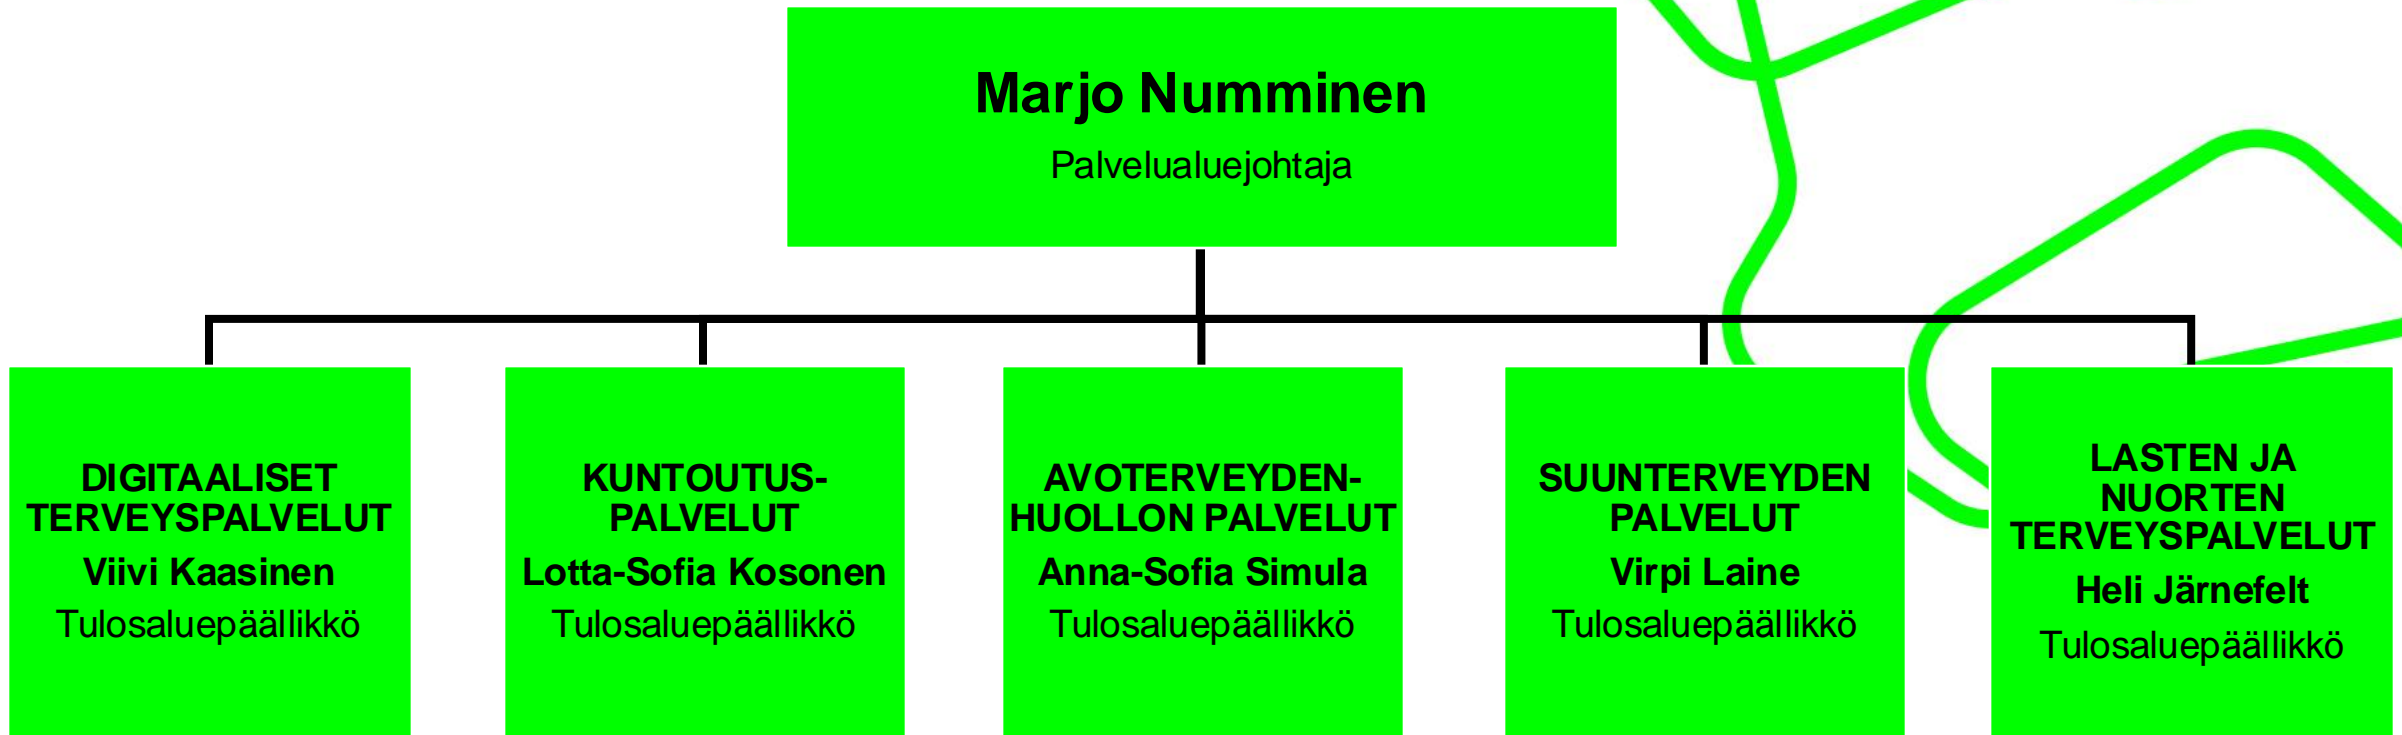 Marjo Numminen
Palvelualuejohtaja
DIGITAALISET
TERVEYSPALVELUT
Viivi Kaasinen
Tulosaluepäällikkö
KUNTOUTUS-
PALVELUT
Lotta-Sofia Kosonen
Tulosaluepäällikkö
AVOTERVEYDEN-
HUOLLON PALVELUT
Anna-Sofia Simula
Tulosaluepäällikkö
SUUNTERVEYDEN
PALVELUT
Virpi Laine
Tulosaluepäällikkö
LASTEN JA
NUORTEN
TERVEYSPALVELUT
Heli Järnefelt
Tulosaluepäällikkö